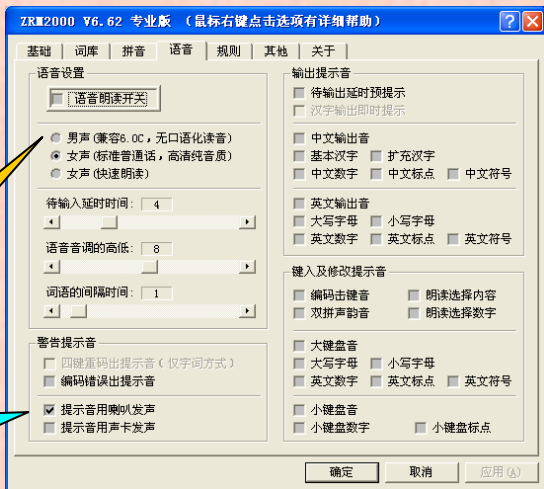 ZRM2000 V6.62 专业版 （鼠标右键点击选项有详细帮助）
基础 词库 拼音 语音 规则 其他 关于
语音设置
语音朗读开关
男声(兼容6.0C，无口语化读音)
女声(标准普通话，高清纯音质)
女声(快速朗读)
待输入延时时间： 4
语音音调的高低： 8
词语的间隔时间： 1
警告提示音
四键重码出提示音(仅字词方式)
编码错误出提示音
提示音用喇叭发声
提示音用声卡发声
输出提示音
待输出延时预提示
汉字输出即时提示
中文输出音
基本汉字 扩充汉字
中文数字 中文标点 中文符号
英文输出音
大写字母 小写字母
英文数字 英文标点 英文符号
键入及修改提示音
编码击键音 朗读选择内容
双拼声韵音 朗读选择数字
大键盘音
大写字母 小写字母
英文数字 英文标点 英文符号
小键盘音
小键盘数字 小键盘标点
确定 取消 应用(A)